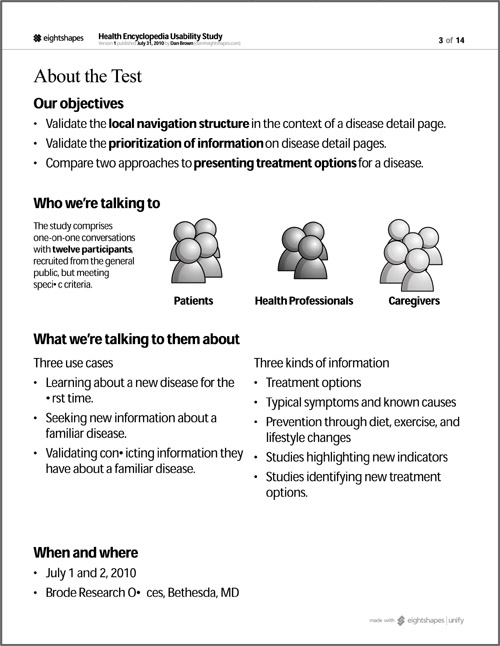 eightshapes
Health Encyclopedia Usability Study
Version 1 published July 31, 2010 by Dan Brown (dan@eightshapes.com)
3 of 14
About the Test
Our objectives
• Validate the local navigation structure in the context of a disease detail page.
• Validate the prioritization of information on disease detail pages.
• Compare two approaches to presenting treatment options for a disease.
Who we're talking to
The study comprises
one-on-one conversations
with twelve participants,
recruited from the general
public, but meeting
speci• c criteria.
Patients
Health Professionals
Caregivers
What we're talking to them about
Three use cases
• Learning about a new disease for the
• rst time.
• Seeking new information about a
familiar disease.
• Validating con• icting information they
have about a familiar disease.
Three kinds of information
• Treatment options
• Typical symptoms and known causes
• Prevention through diet, exercise, and
lifestyle changes
• Studies highlighting new indicators
• Studies identifying new treatment
options.
When and where
• July 1 and 2, 2010
• Brode Research O• ces, Bethesda, MD
made with eightshapes | unify